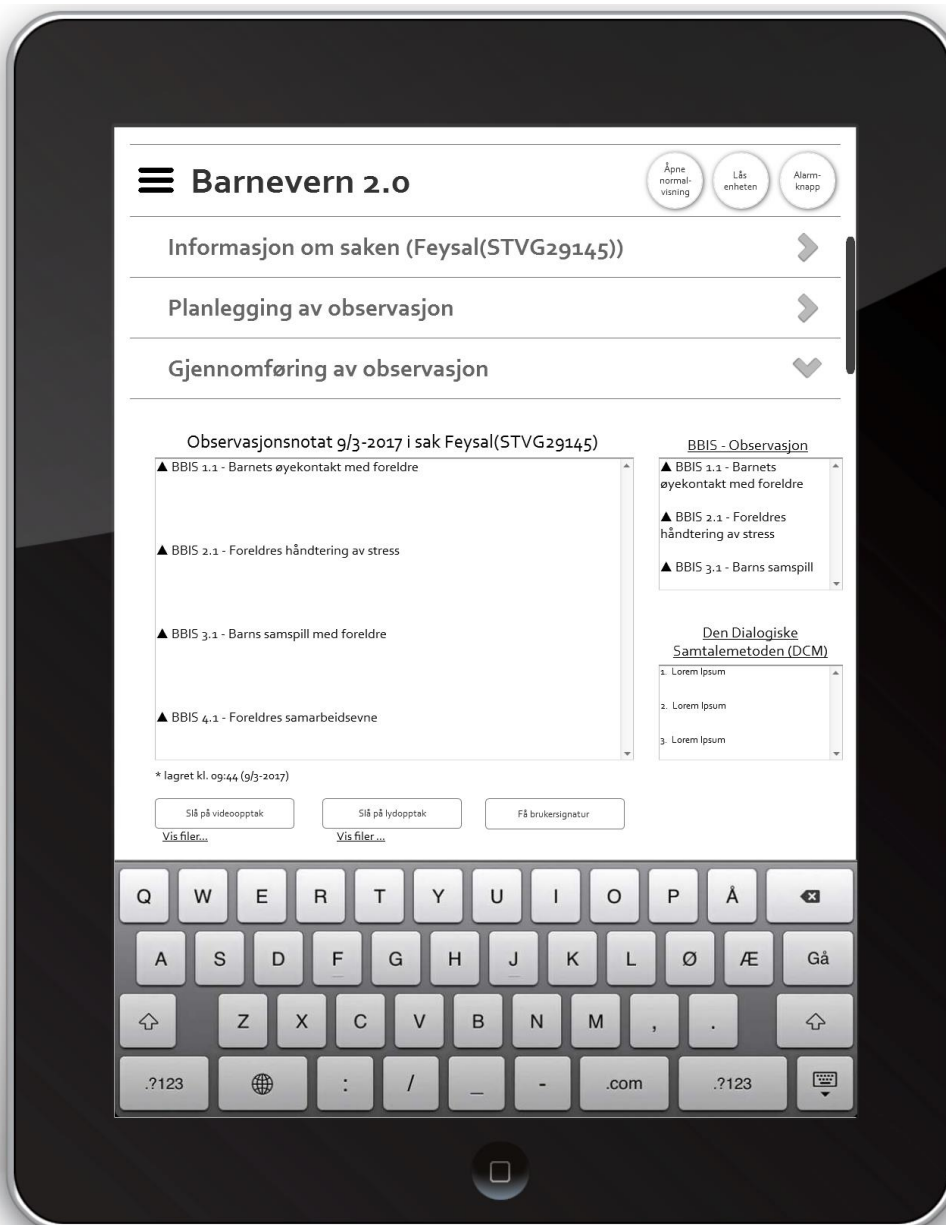 Barnevern 2.0
Åpne
normal-
visning
Lås
enheten
Alarm-
knapp
Informasjon om saken (Feysal(STVG29145))
Planlegging av observasjon
Gjennomføring av observasjon
Observasjonsnotat 9/3-2017 i sak Feysal(STVG29145)
▲ BBIS 1.1 - Barnets øyekontakt med foreldre
▲ BBIS 2.1 - Foreldres håndtering av stress
▲ BBIS 3.1 - Barns samspill med foreldre
▲ BBIS 4.1 - Foreldres samarbeidsevne
BBIS - Observasjon
▲ BBIS 1.1 - Barnets
øyekontakt med foreldre
▲ BBIS 2.1 - Foreldres
håndtering av stress
▲ BBIS 3.1 - Barns samspill
Den Dialogiske
Samtalemetoden (DCM)
1. Lorem Ipsum
2. Lorem Ipsum
3. Lorem Ipsum
* lagret kl. 09:44 (9/3-2017)
Slå på videoopptak
Slå på lydopptak
Få brukersignatur
Vis filer...
Vis filer ...
Q W E R T Y U I O P Å
A S D F G H J K L Ø Æ Gå
Z X C V B N M , .
.?123 : / _ - .com .?123